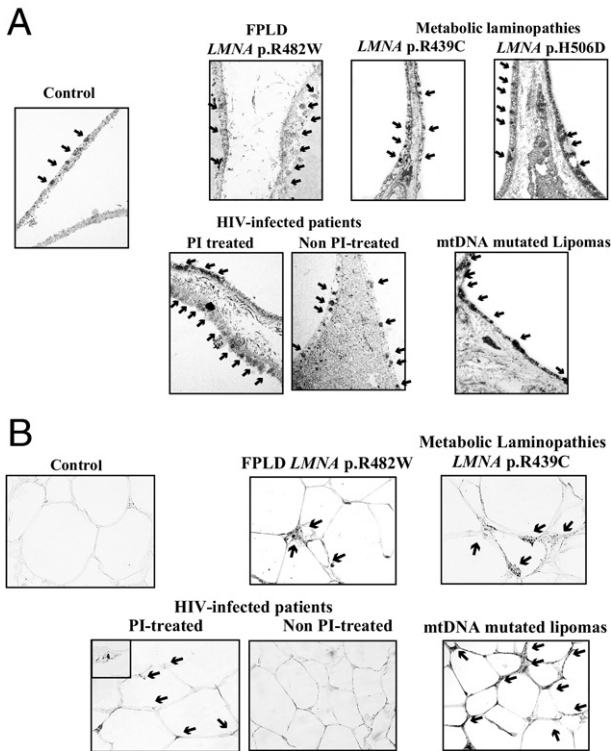 A
FPLD
LMNA p.R482W
Metabolic laminopathies
LMNA p.R439C
LMNA p.H506D
Control
HIV-infected patients
PI treated
Non PI-treated
mtDNA mutated Lipomas
B
Control
FPLD LMNA p.R482W
Metabolic Laminopathies
LMNA p.R439C
HIV-infected patients
PI-treated
Non PI-treated
mtDNA mutated lipomas